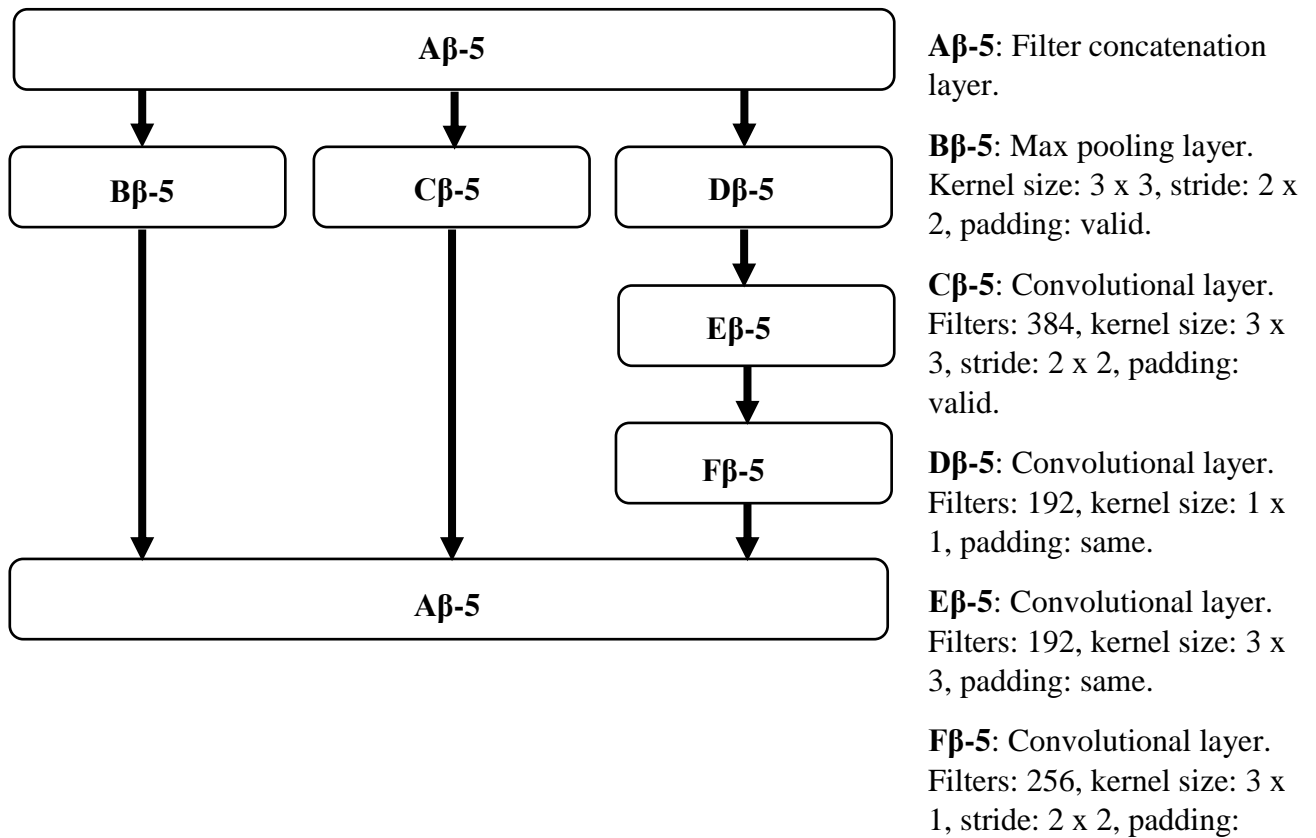 Aβ-5
Bβ-5
Cβ-5
Dβ-5
Eβ-5
Fβ-5
Aβ-5
Aβ-5: Filter concatenation
layer.
Bβ-5: Max pooling layer.
Kernel size: 3 x 3, stride: 2 x
2, padding: valid.
Cβ-5: Convolutional layer.
Filters: 384, kernel size: 3 x
3, stride: 2 x 2, padding:
valid.
Dβ-5: Convolutional layer.
Filters: 192, kernel size: 1 x
1, padding: same.
Eβ-5: Convolutional layer.
Filters: 192, kernel size: 3 x
3, padding: same.
Fβ-5: Convolutional layer.
Filters: 256, kernel size: 3 x
1, stride: 2 x 2, padding: